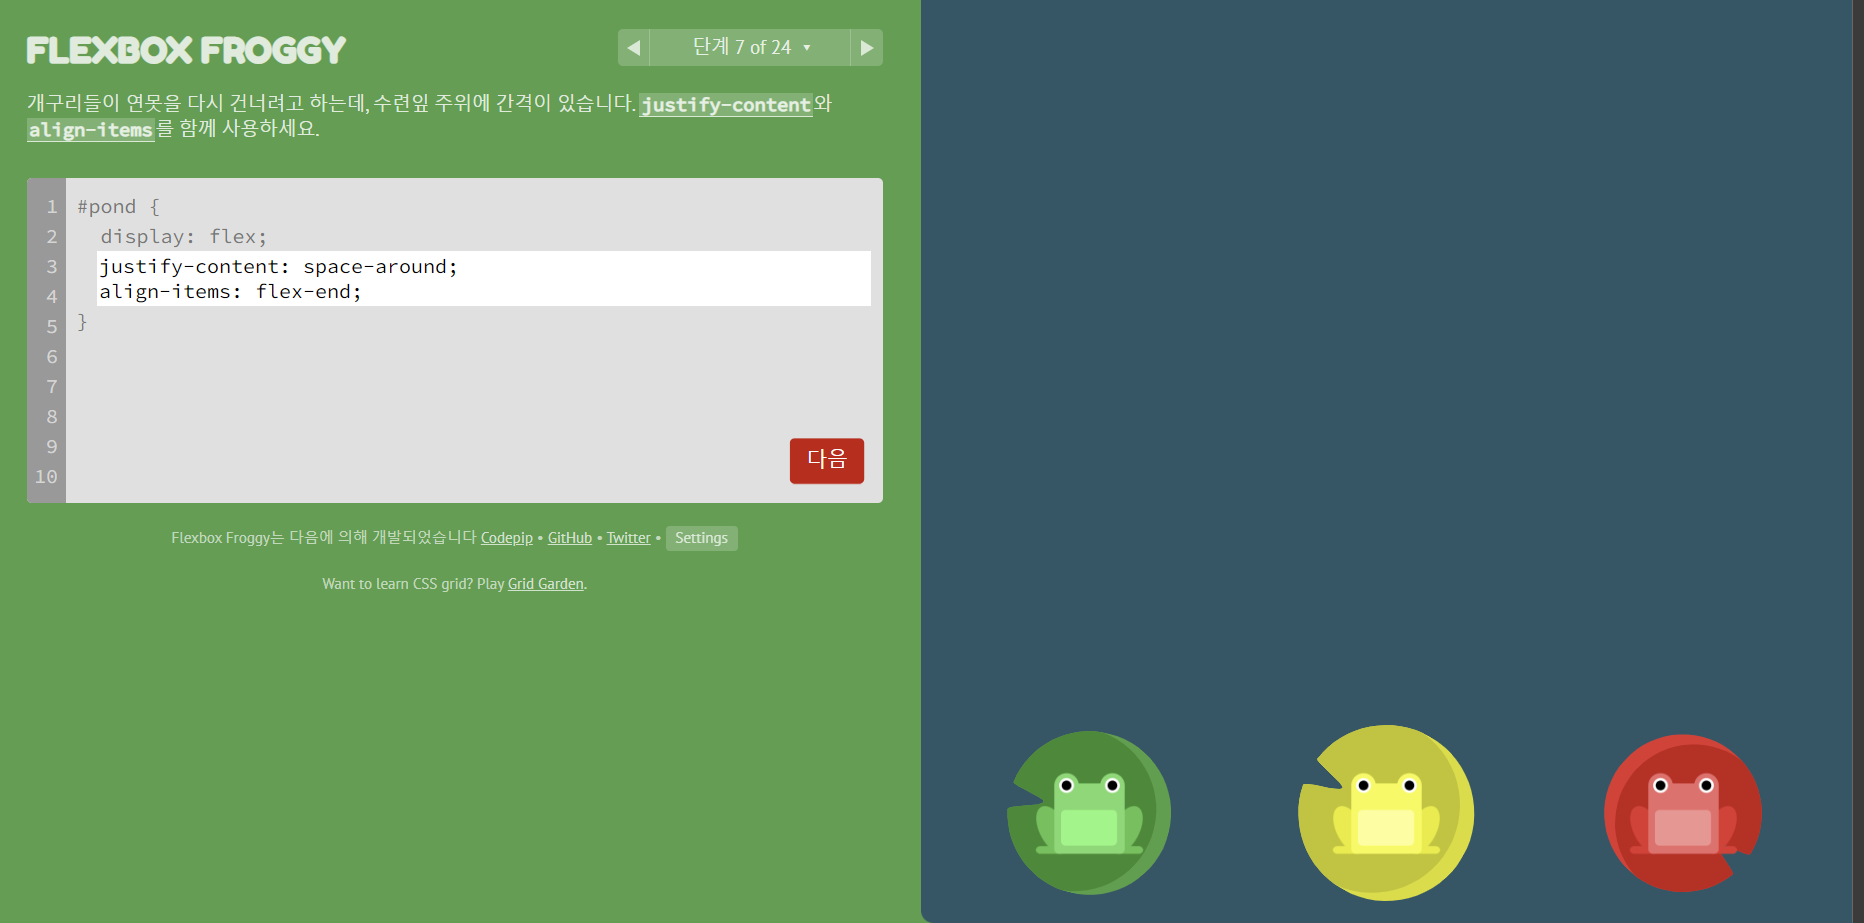 FLEXBOX FROGGY
◀ 단계 7 of 24 ▼ ▶
개구리들이 연못을 다시 건너려고 하는데, 수련잎 주위에 간격이 있습니다. justify-content와
align-items를 함께 사용하세요.
1 #pond {
2 display: flex;
3 justify-content: space-around;
4 align-items: flex-end;
5 }
6
7
8
9
10
다음
Flexbox Froggy는 다음에 의해 개발되었습니다 Codepip • GitHub • Twitter • Settings
Want to learn CSS grid? Play Grid Garden.